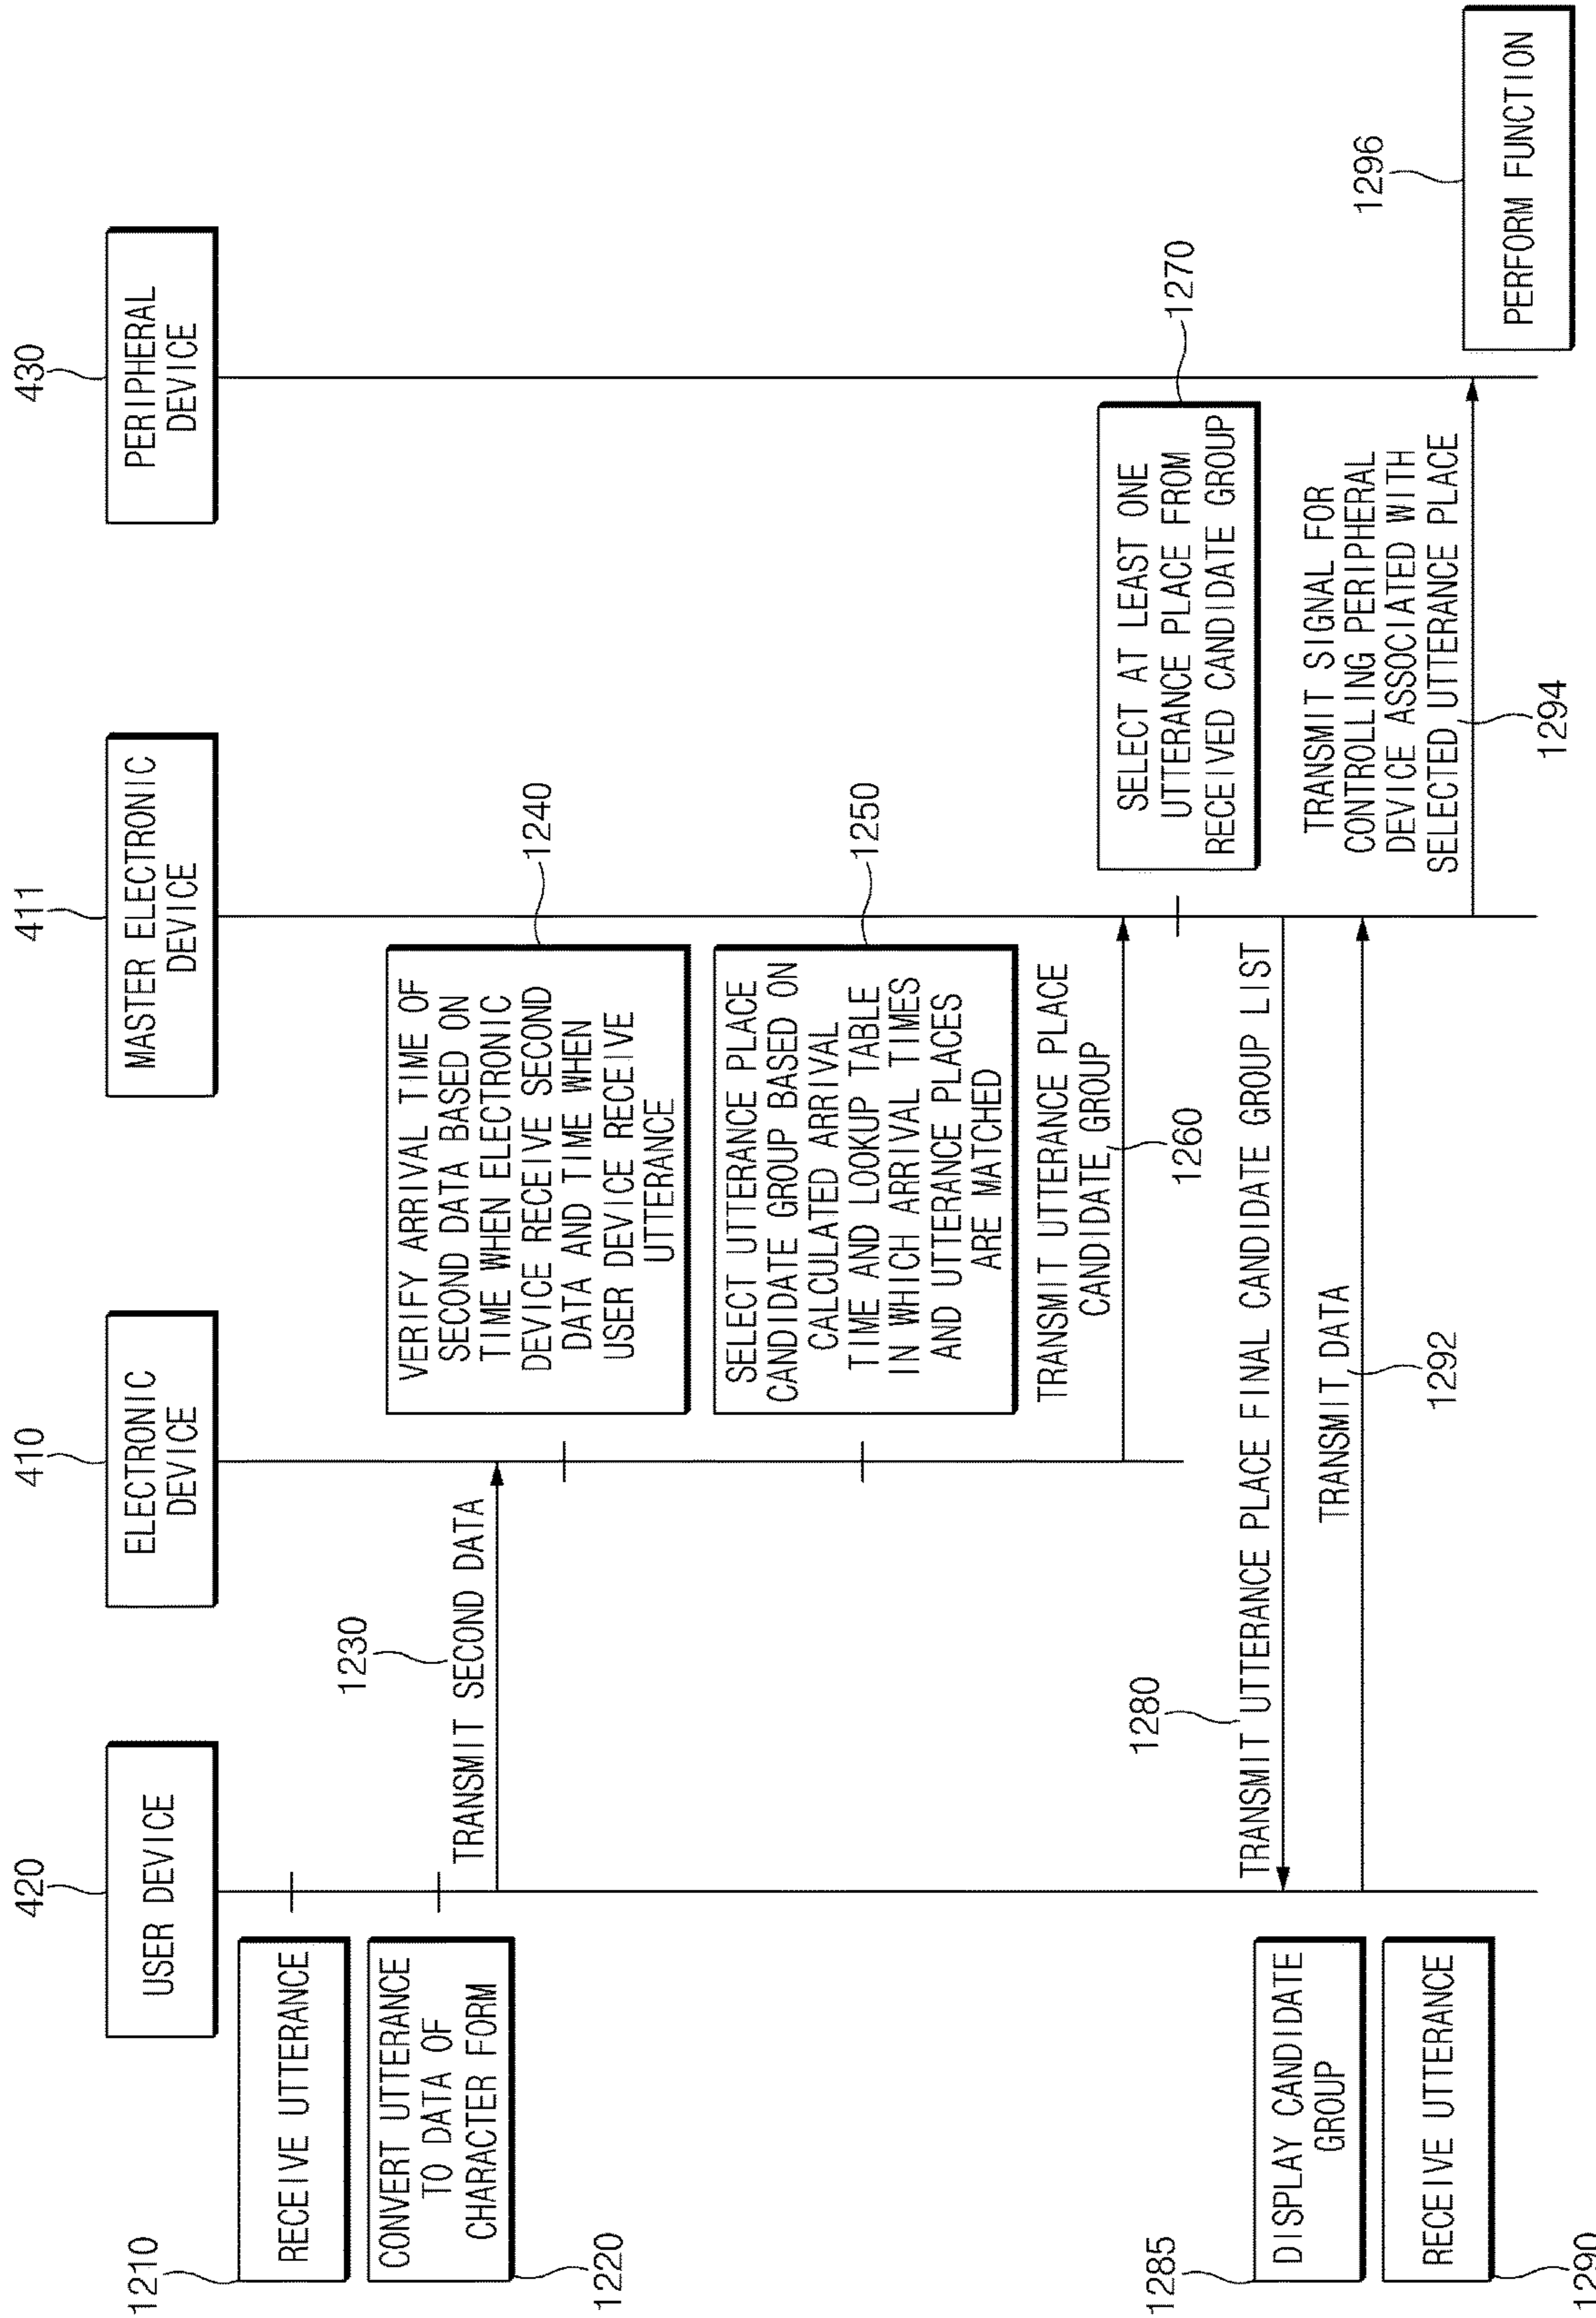 420
USER DEVICE
410
ELECTRONIC
DEVICE
411
MASTER ELECTRONIC
DEVICE
430
PERIPHERAL
DEVICE
1210
RECEIVE UTTERANCE
1220
CONVERT UTTERANCE
TO DATA OF
CHARACTER FORM
1230
TRANSMIT SECOND DATA
1240
VERIFY ARRIVAL TIME OF
SECOND DATA BASED ON
TIME WHEN ELECTRONIC
DEVICE RECEIVE SECOND
DATA AND TIME WHEN
USER DEVICE RECEIVE
UTTERANCE
1250
SELECT UTTERANCE PLACE
CANDIDATE GROUP BASED ON
CALCULATED ARRIVAL
TIME AND LOOKUP TABLE
IN WHICH ARRIVAL TIMES
AND UTTERANCE PLACES
ARE MATCHED
TRANSMIT UTTERANCE PLACE
CANDIDATE GROUP
1260
1270
SELECT AT LEAST ONE
UTTERANCE PLACE FROM
RECEIVED CANDIDATE GROUP
1280
TRANSMIT UTTERANCE PLACE FINAL CANDIDATE GROUP LIST
1285
DISPLAY CANDIDATE
GROUP
1290
RECEIVE UTTERANCE
TRANSMIT DATA
1292
TRANSMIT SIGNAL FOR
CONTROLLING PERIPHERAL
DEVICE ASSOCIATED WITH
SELECTED UTTERANCE PLACE
1294
1296
PERFORM FUNCTION